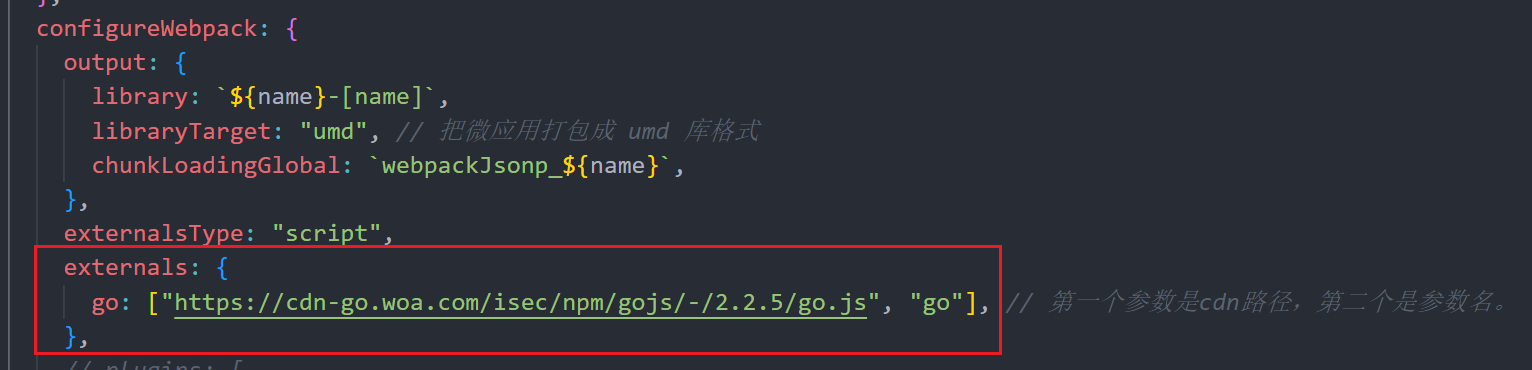 },
configureWebpack: {
output: {
library: `${name}-[name]`,
libraryTarget: "umd", // 把微应用打包成 umd 库格式
chunkLoadingGlobal: `webpackJsonp_${name}`,
},
externalsType: "script",
externals: {
go: ["https://cdn-go.woa.com/isec/npm/gojs/-/2.2.5/go.js", "go"], // 第一个参数是cdn路径，第二个是参数名。
},
// plugins: [